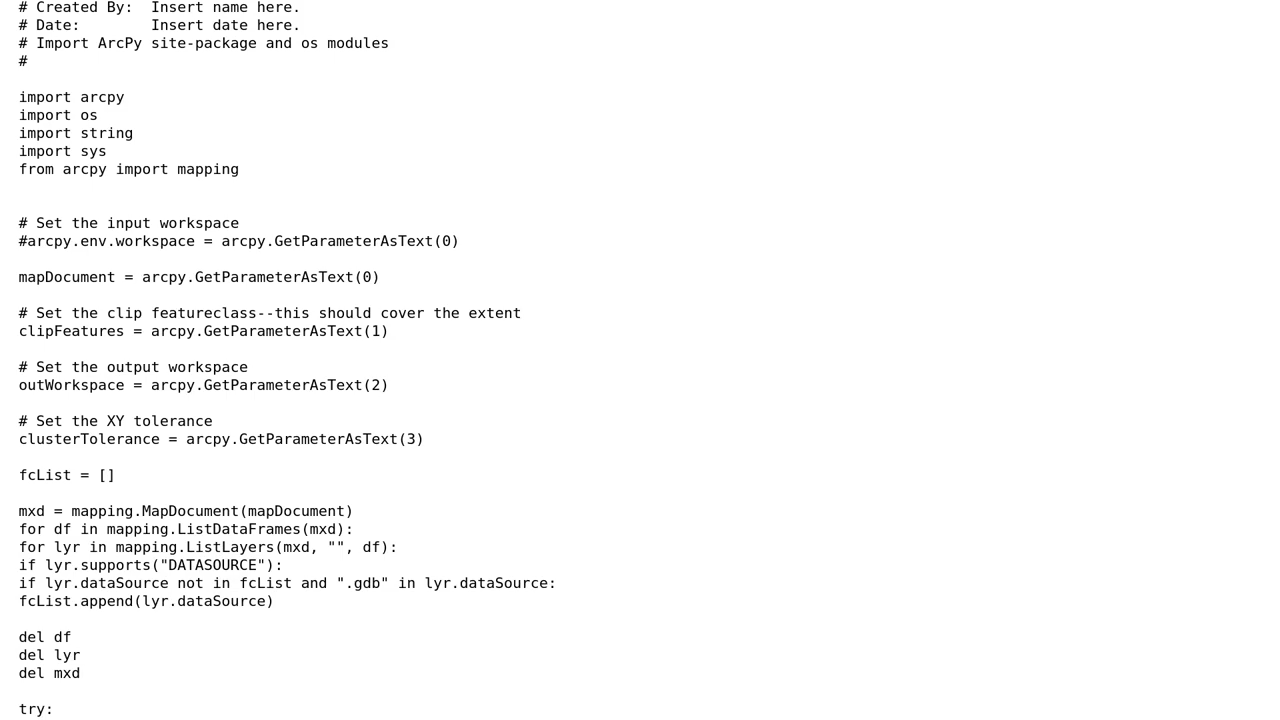 # Created By:  Insert name here.
# Date:        Insert date here.
# Import ArcPy site-package and os modules
#
import arcpy
import os
import string
import sys
from arcpy import mapping
# Set the input workspace
#arcpy.env.workspace = arcpy.GetParameterAsText(0)
mapDocument = arcpy.GetParameterAsText(0)
# Set the clip featureclass--this should cover the extent
clipFeatures = arcpy.GetParameterAsText(1)
# Set the output workspace
outWorkspace = arcpy.GetParameterAsText(2)
# Set the XY tolerance
clusterTolerance = arcpy.GetParameterAsText(3)
fcList = []
mxd = mapping.MapDocument(mapDocument)
for df in mapping.ListDataFrames(mxd):
for lyr in mapping.ListLayers(mxd, "", df):
if lyr.supports("DATASOURCE"):
if lyr.dataSource not in fcList and ".gdb" in lyr.dataSource:
fcList.append(lyr.dataSource)
del df
del lyr
del mxd
try: